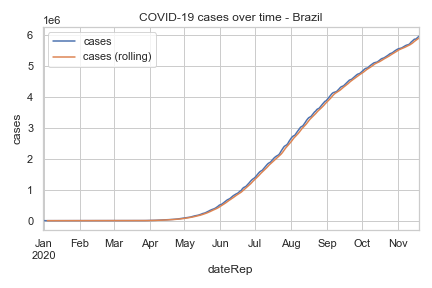 COVID-19 cases over time - Brazil
1e6
cases
cases (rolling)
6
5
4
3
2
1
0
cases
Jan Feb Mar Apr May Jun Jul Aug Sep Oct Nov
2020
dateRep